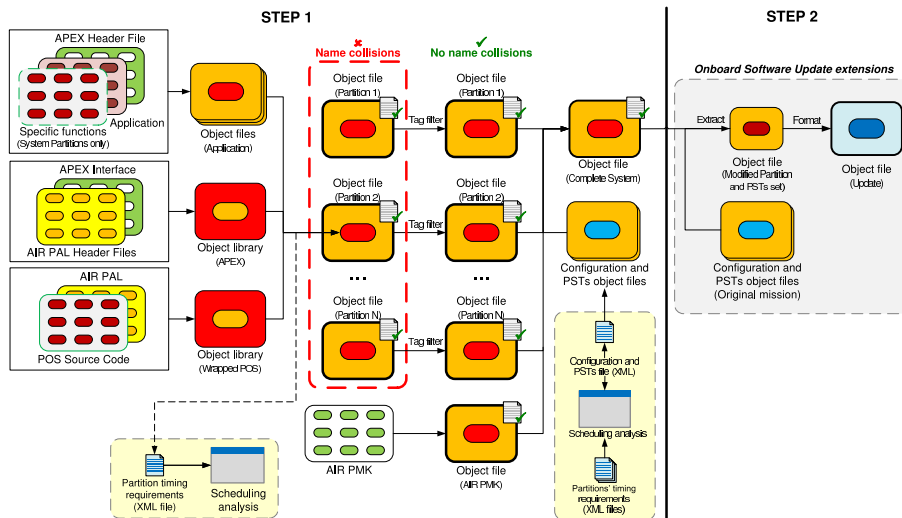 STEP 1
STEP 2
APEX Header File
Application
Specific functions
(System Partitions only)
Object files
(Application)
APEX Interface
AIR PAL Header Files
Object library
(APEX)
AIR PAL
POS Source Code
Object library
(Wrapped POS)
Name collisions
Object file
(Partition 1)
Object file
(Partition 2)
...
Object file
(Partition N)
Tag filter
Tag filter
Tag filter
No name collisions
Object file
(Partition 1)
Object file
(Partition 2)
...
Object file
(Partition N)
AIR PMK
Object file
(AIR PMK)
Partition timing
requirements
(XML file)
Scheduling
analysis
Object file
(Complete System)
Configuration and
PSTs object files
Configuration and
PSTs file (XML)
Scheduling analysis
Partitions' timing
requirements
(XML files)
Onboard Software Update extensions
Extract
Format
Object file
(Modified Partition
and PSTs set)
Object file
(Update)
Configuration and
PSTs object files
(Original mission)